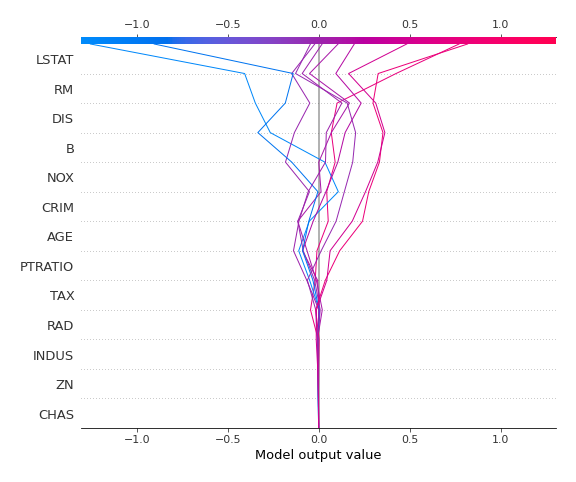 −1.0 −0.5 0.0 0.5 1.0
LSTAT
RM
DIS
B
NOX
CRIM
AGE
PTRATIO
TAX
RAD
INDUS
ZN
CHAS
−1.0 −0.5 0.0 0.5 1.0
Model output value